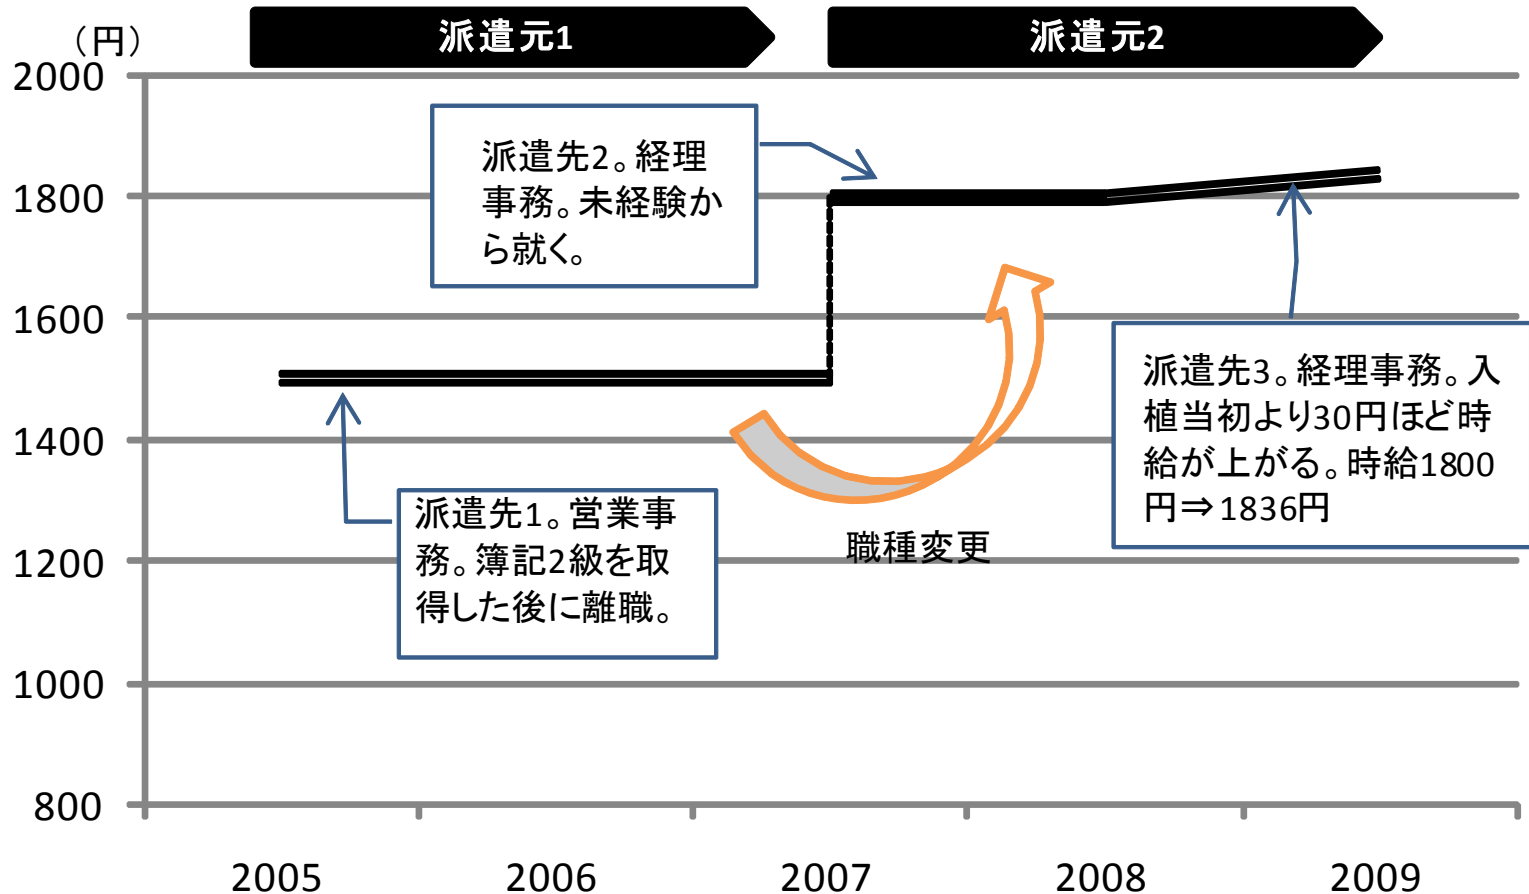 派遣元1
派遣元2
（円）
2000
1800
1600
1400
1200
1000
800
派遣先2。経理
事務。未経験か
ら就く。
派遣先3。経理事務。入
植当初より30円ほど時
給が上がる。時給1800
円⇒1836円
派遣先1。営業事
務。簿記2級を取
得した後に離職。
職種変更
2005
2006
2007
2008
2009